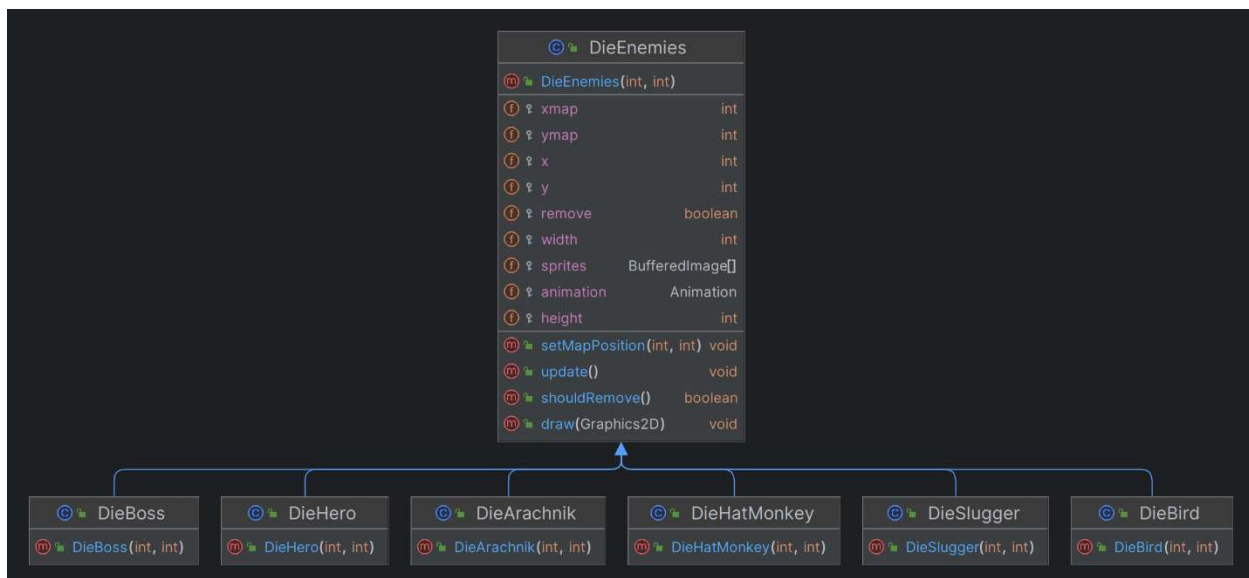 DieEnemies
DieEnemies(int, int)
xmap int
ymap int
x int
y int
remove boolean
width int
sprites BufferedImage[]
animation Animation
height int
setMapPosition(int, int) void
update() void
shouldRemove() boolean
draw(Graphics2D) void
DieBoss
DieBoss(int, int)
DieHero
DieHero(int, int)
DieArachnik
DieArachnik(int, int)
DieHatMonkey
DieHatMonkey(int, int)
DieSlugger
DieSlugger(int, int)
DieBird
DieBird(int, int)